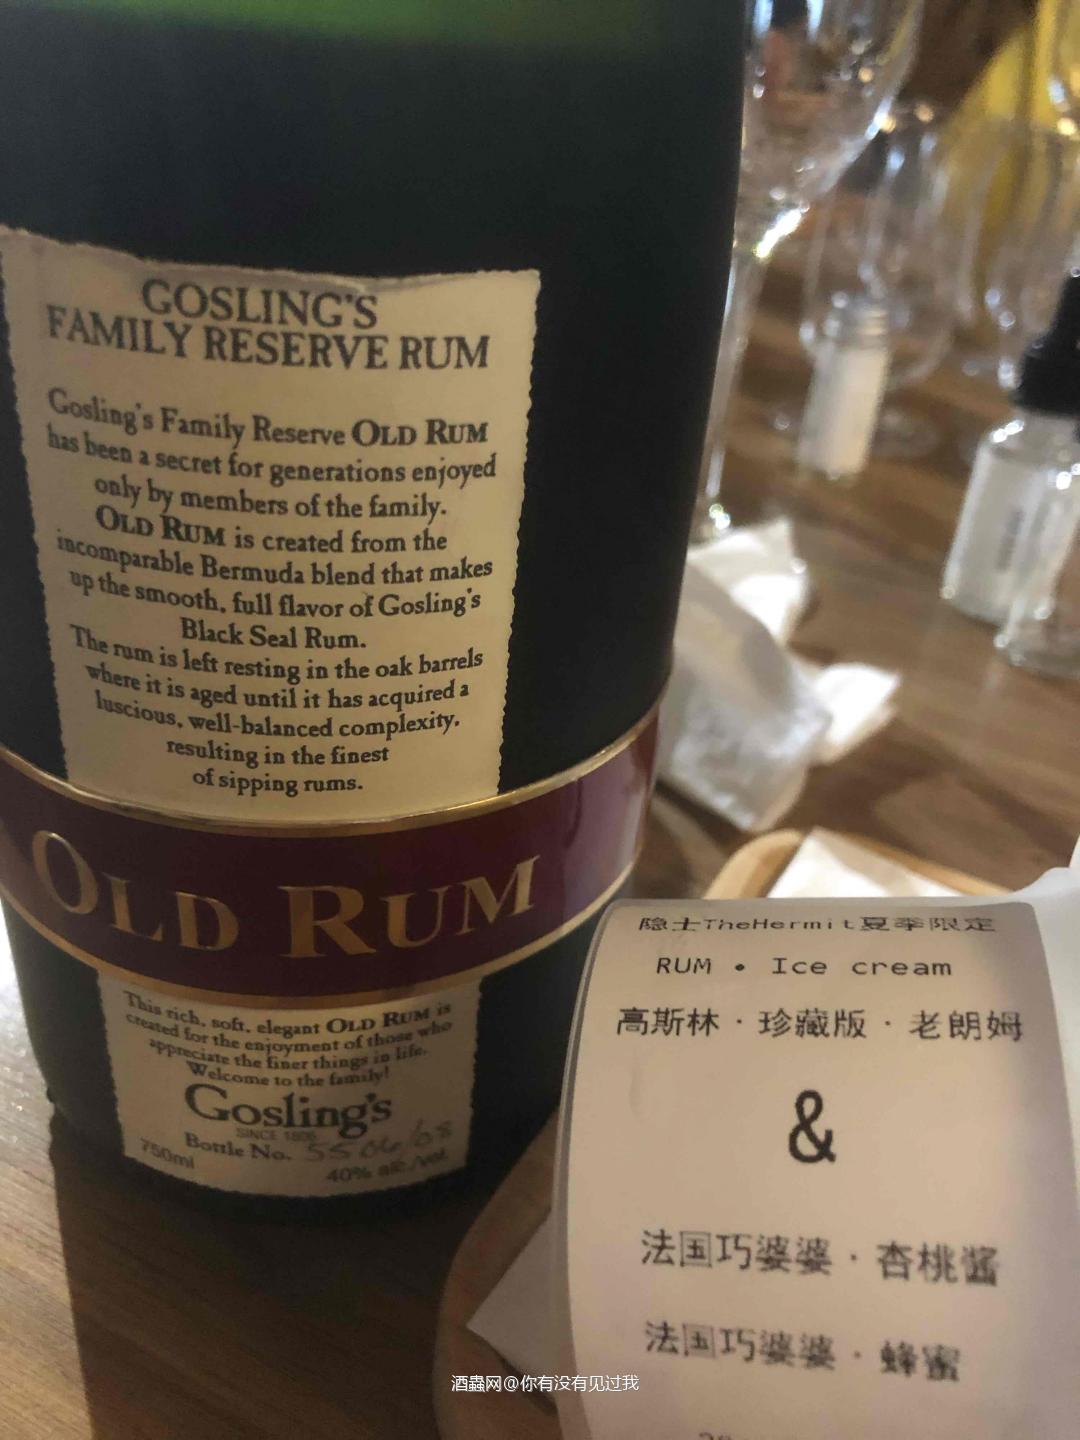 GOSLING'S
FAMILY RESERVE RUM
Gosling's Family Reserve OLD RUM
has been a secret for generations enjoyed
only by members of the family.
OLD RUM is created from the
incomparable Bermuda blend that makes
up the smooth, full flavor of Gosling's
Black Seal Rum.
The rum is left resting in the oak barrels
where it is aged until it has acquired a
luscious, well-balanced complexity,
resulting in the finest
of sipping rums.
OLD RUM
This rich, soft, elegant OLD RUM is
created for the enjoyment of those who
appreciate the finer things in life.
Welcome to the family!
Gosling's
SINCE 1806
Bottle No. 5506/08
750ml 40% alc./vol.
隐士TheHermit夏季限定
RUM • Ice cream
高斯林 · 珍藏版 · 老朗姆
&
法国巧婆婆 · 杏桃酱
法国巧婆婆 · 蜂蜜
酒蟲网@你有没有见过我